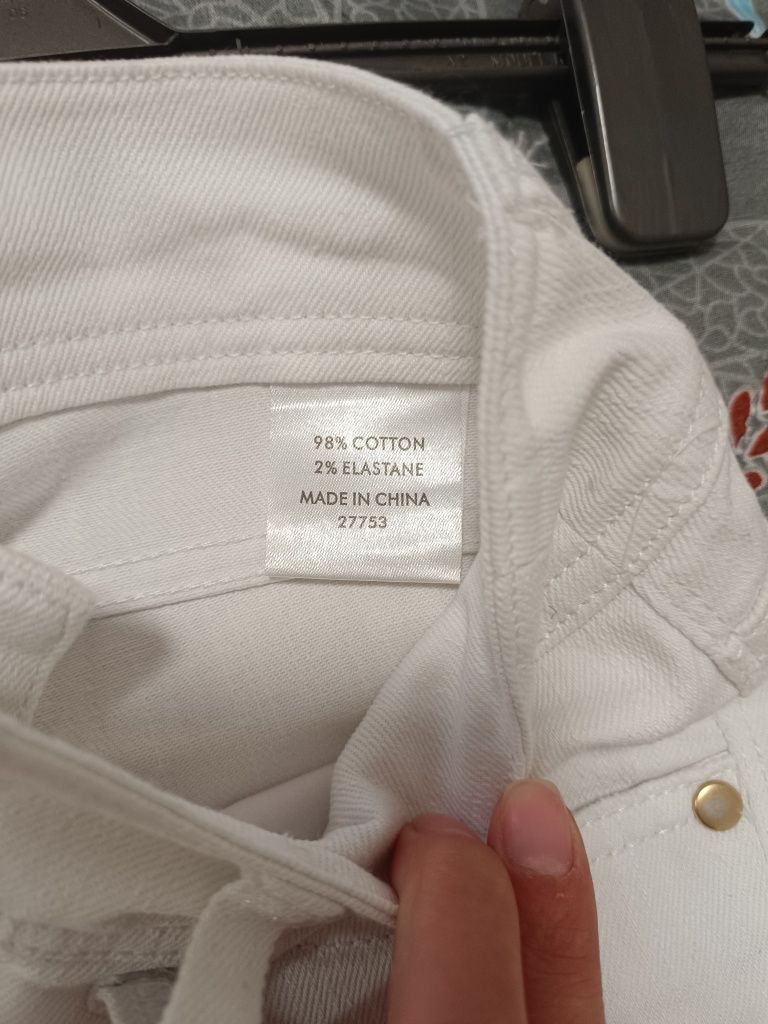 98% COTTON
2% ELASTANE
MADE IN CHINA
27753